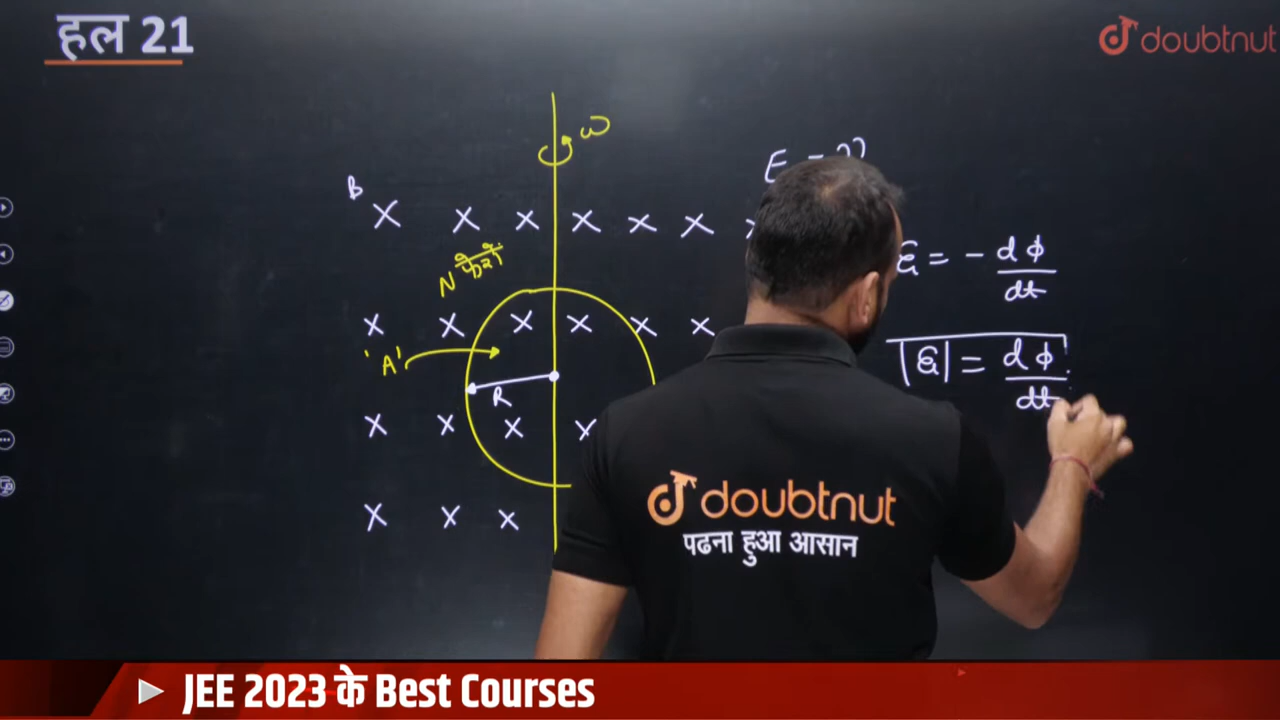 हल 21
doubtnut
ω
E = ??
B
X X X X X X
N
ε = - dϕ
dt
X X X X X X
'A'
|ε| = dϕ
dt
R
X X X X
X X X
doubtnut
पढना हुआ आसान
JEE 2023 के Best Courses